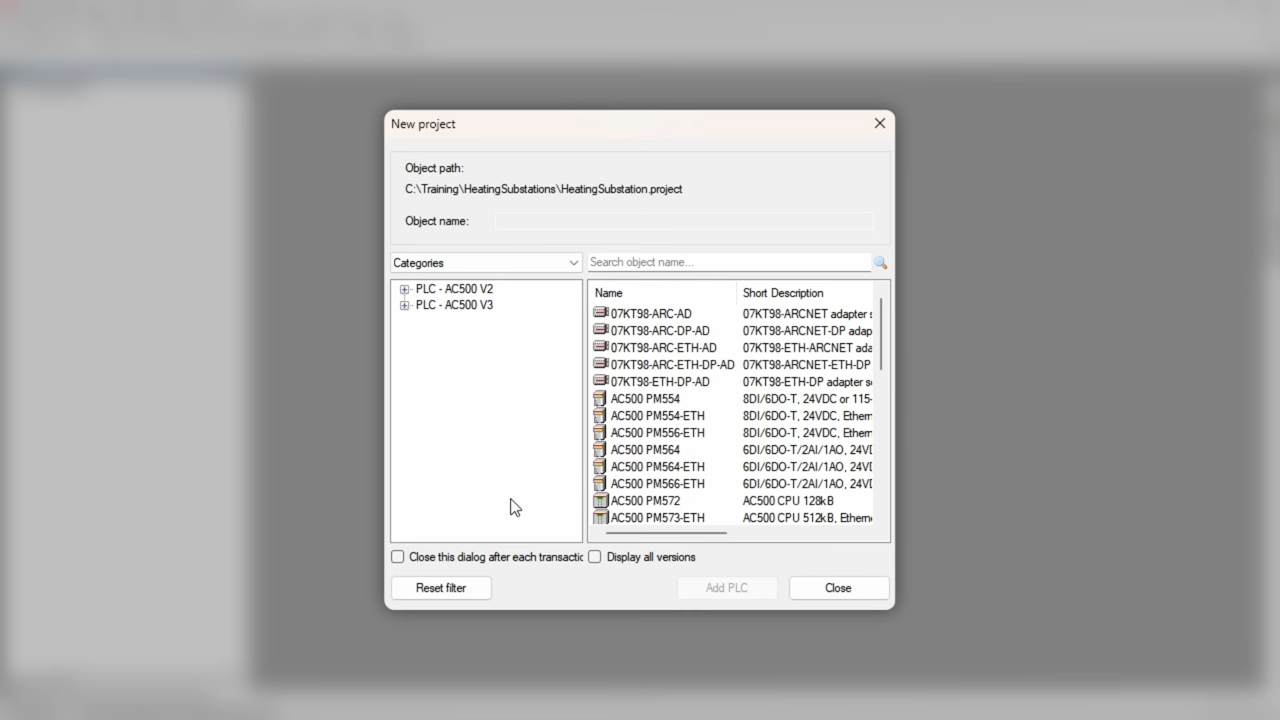 New project
Object path:
C:\Training\HeatingSubstations\HeatingSubstation.project
Object name:
Categories
Search object name...
PLC - AC500 V2
PLC - AC500 V3
Name Short Description
07KT98-ARC-AD 07KT98-ARCNET adapter s
07KT98-ARC-DP-AD 07KT98-ARCNET-DP adap
07KT98-ARC-ETH-AD 07KT98-ETH-ARCNET ada
07KT98-ARC-ETH-DP-AD 07KT98-ARCNET-ETH-DP
07KT98-ETH-DP-AD 07KT98-ETH-DP adapter so
AC500 PM554 8DI/6DO-T, 24VDC or 115-
AC500 PM554-ETH 8DI/6DO-T, 24VDC, Ethern
AC500 PM556-ETH 8DI/6DO-T, 24VDC, Ethern
AC500 PM564 6DI/6DO-T/2AI/1AO, 24VD
AC500 PM564-ETH 6DI/6DO-T/2AI/1AO, 24VD
AC500 PM566-ETH 6DI/6DO-T/2AI/1AO, 24VD
AC500 PM572 AC500 CPU 128kB
AC500 PM573-ETH AC500 CPU 512kB, Etherne
Close this dialog after each transactic
Display all versions
Reset filter
Add PLC
Close